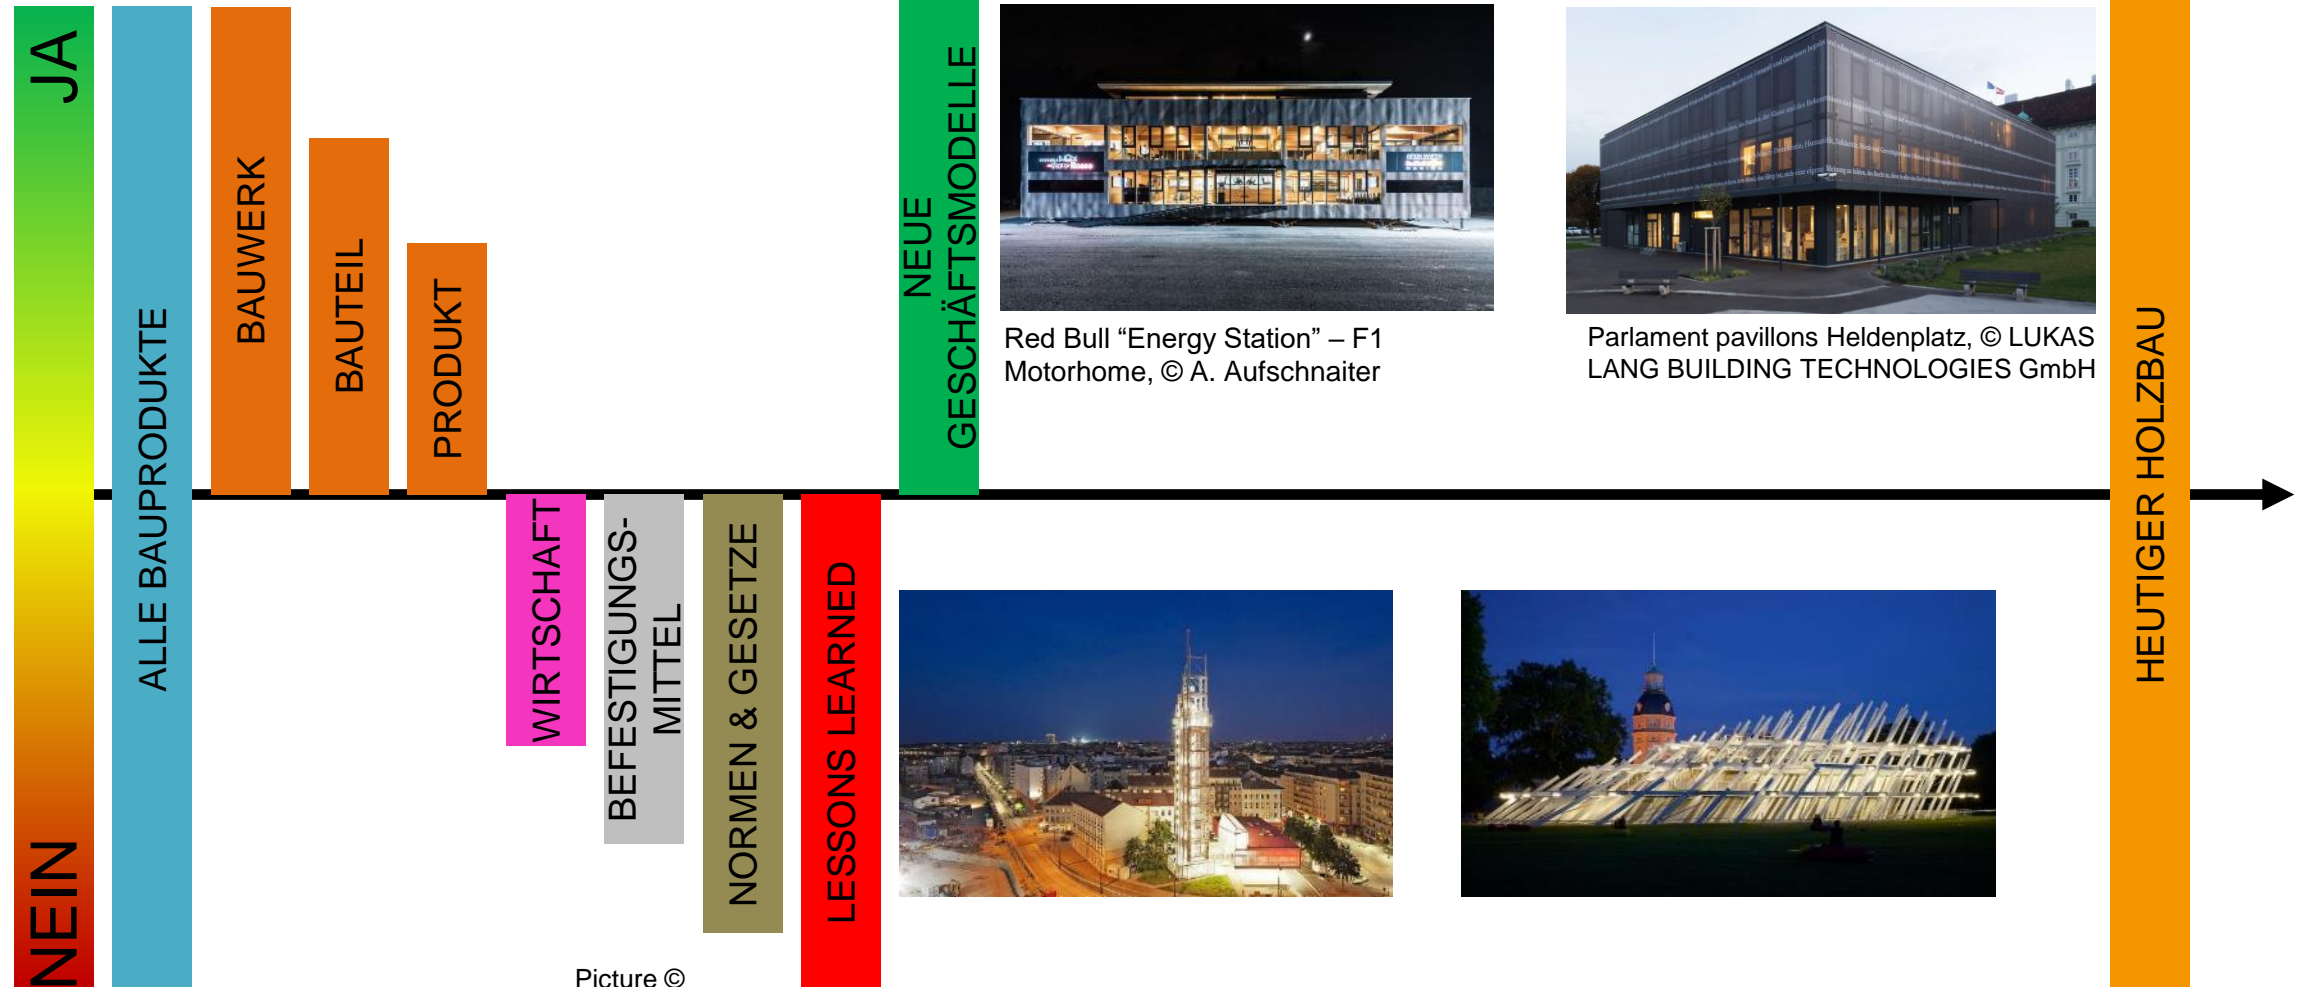 JA
NEIN
ALLE BAUPRODUKTE
BAUWERK
BAUTEIL
PRODUKT
WIRTSCHAFT
BEFESTIGUNGS-
MITTEL
NORMEN & GESETZE
LESSONS LEARNED
NEUE
GESCHÄFTSMODELLE
Red Bull “Energy Station” – F1
Motorhome, © A. Aufschnaiter
Parlament pavillons Heldenplatz, © LUKAS
LANG BUILDING TECHNOLOGIES GmbH
HEUTIGER HOLZBAU
Picture ©